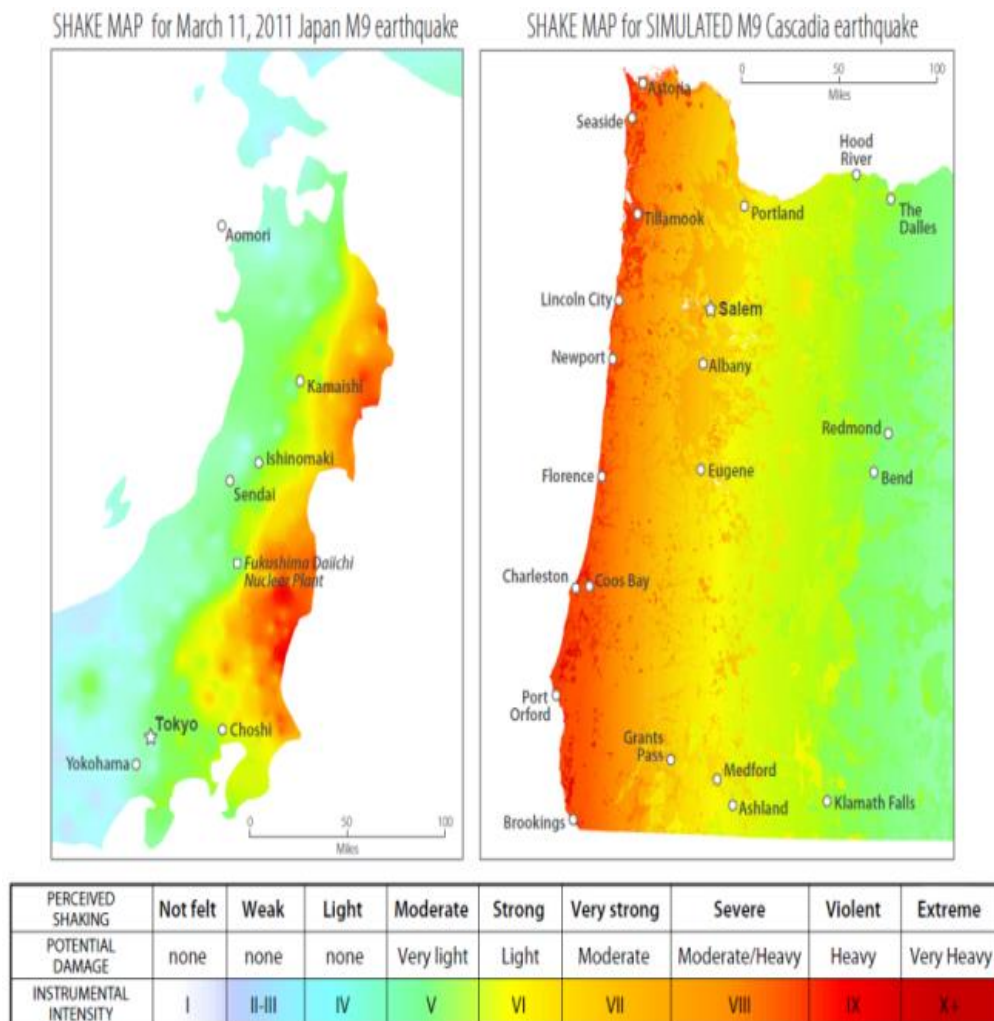 SHAKE MAP for March 11, 2011 Japan M9 earthquake
Aomori
Kamaishi
Ishinomaki
Sendai
Fukushima Daiichi
Nuclear Plant
Tokyo
Choshi
Yokohama
0 50 100
Miles
SHAKE MAP for SIMULATED M9 Cascadia earthquake
0 50 100
Miles
Astoria
Seaside
Hood
River
Tillamook
Portland
The
Dalles
Lincoln City
Salem
Newport
Albany
Redmond
Florence
Eugene
Bend
Charleston
Coos Bay
Port
Orford
Grants
Pass
Medford
Ashland
Klamath Falls
Brookings
PERCEIVED
SHAKING
Not felt Weak Light Moderate Strong Very strong Severe Violent Extreme
POTENTIAL
DAMAGE
none none none Very light Light Moderate Moderate/Heavy Heavy Very Heavy
INSTRUMENTAL
INTENSITY
I II-III IV V VI VII VIII IX X+